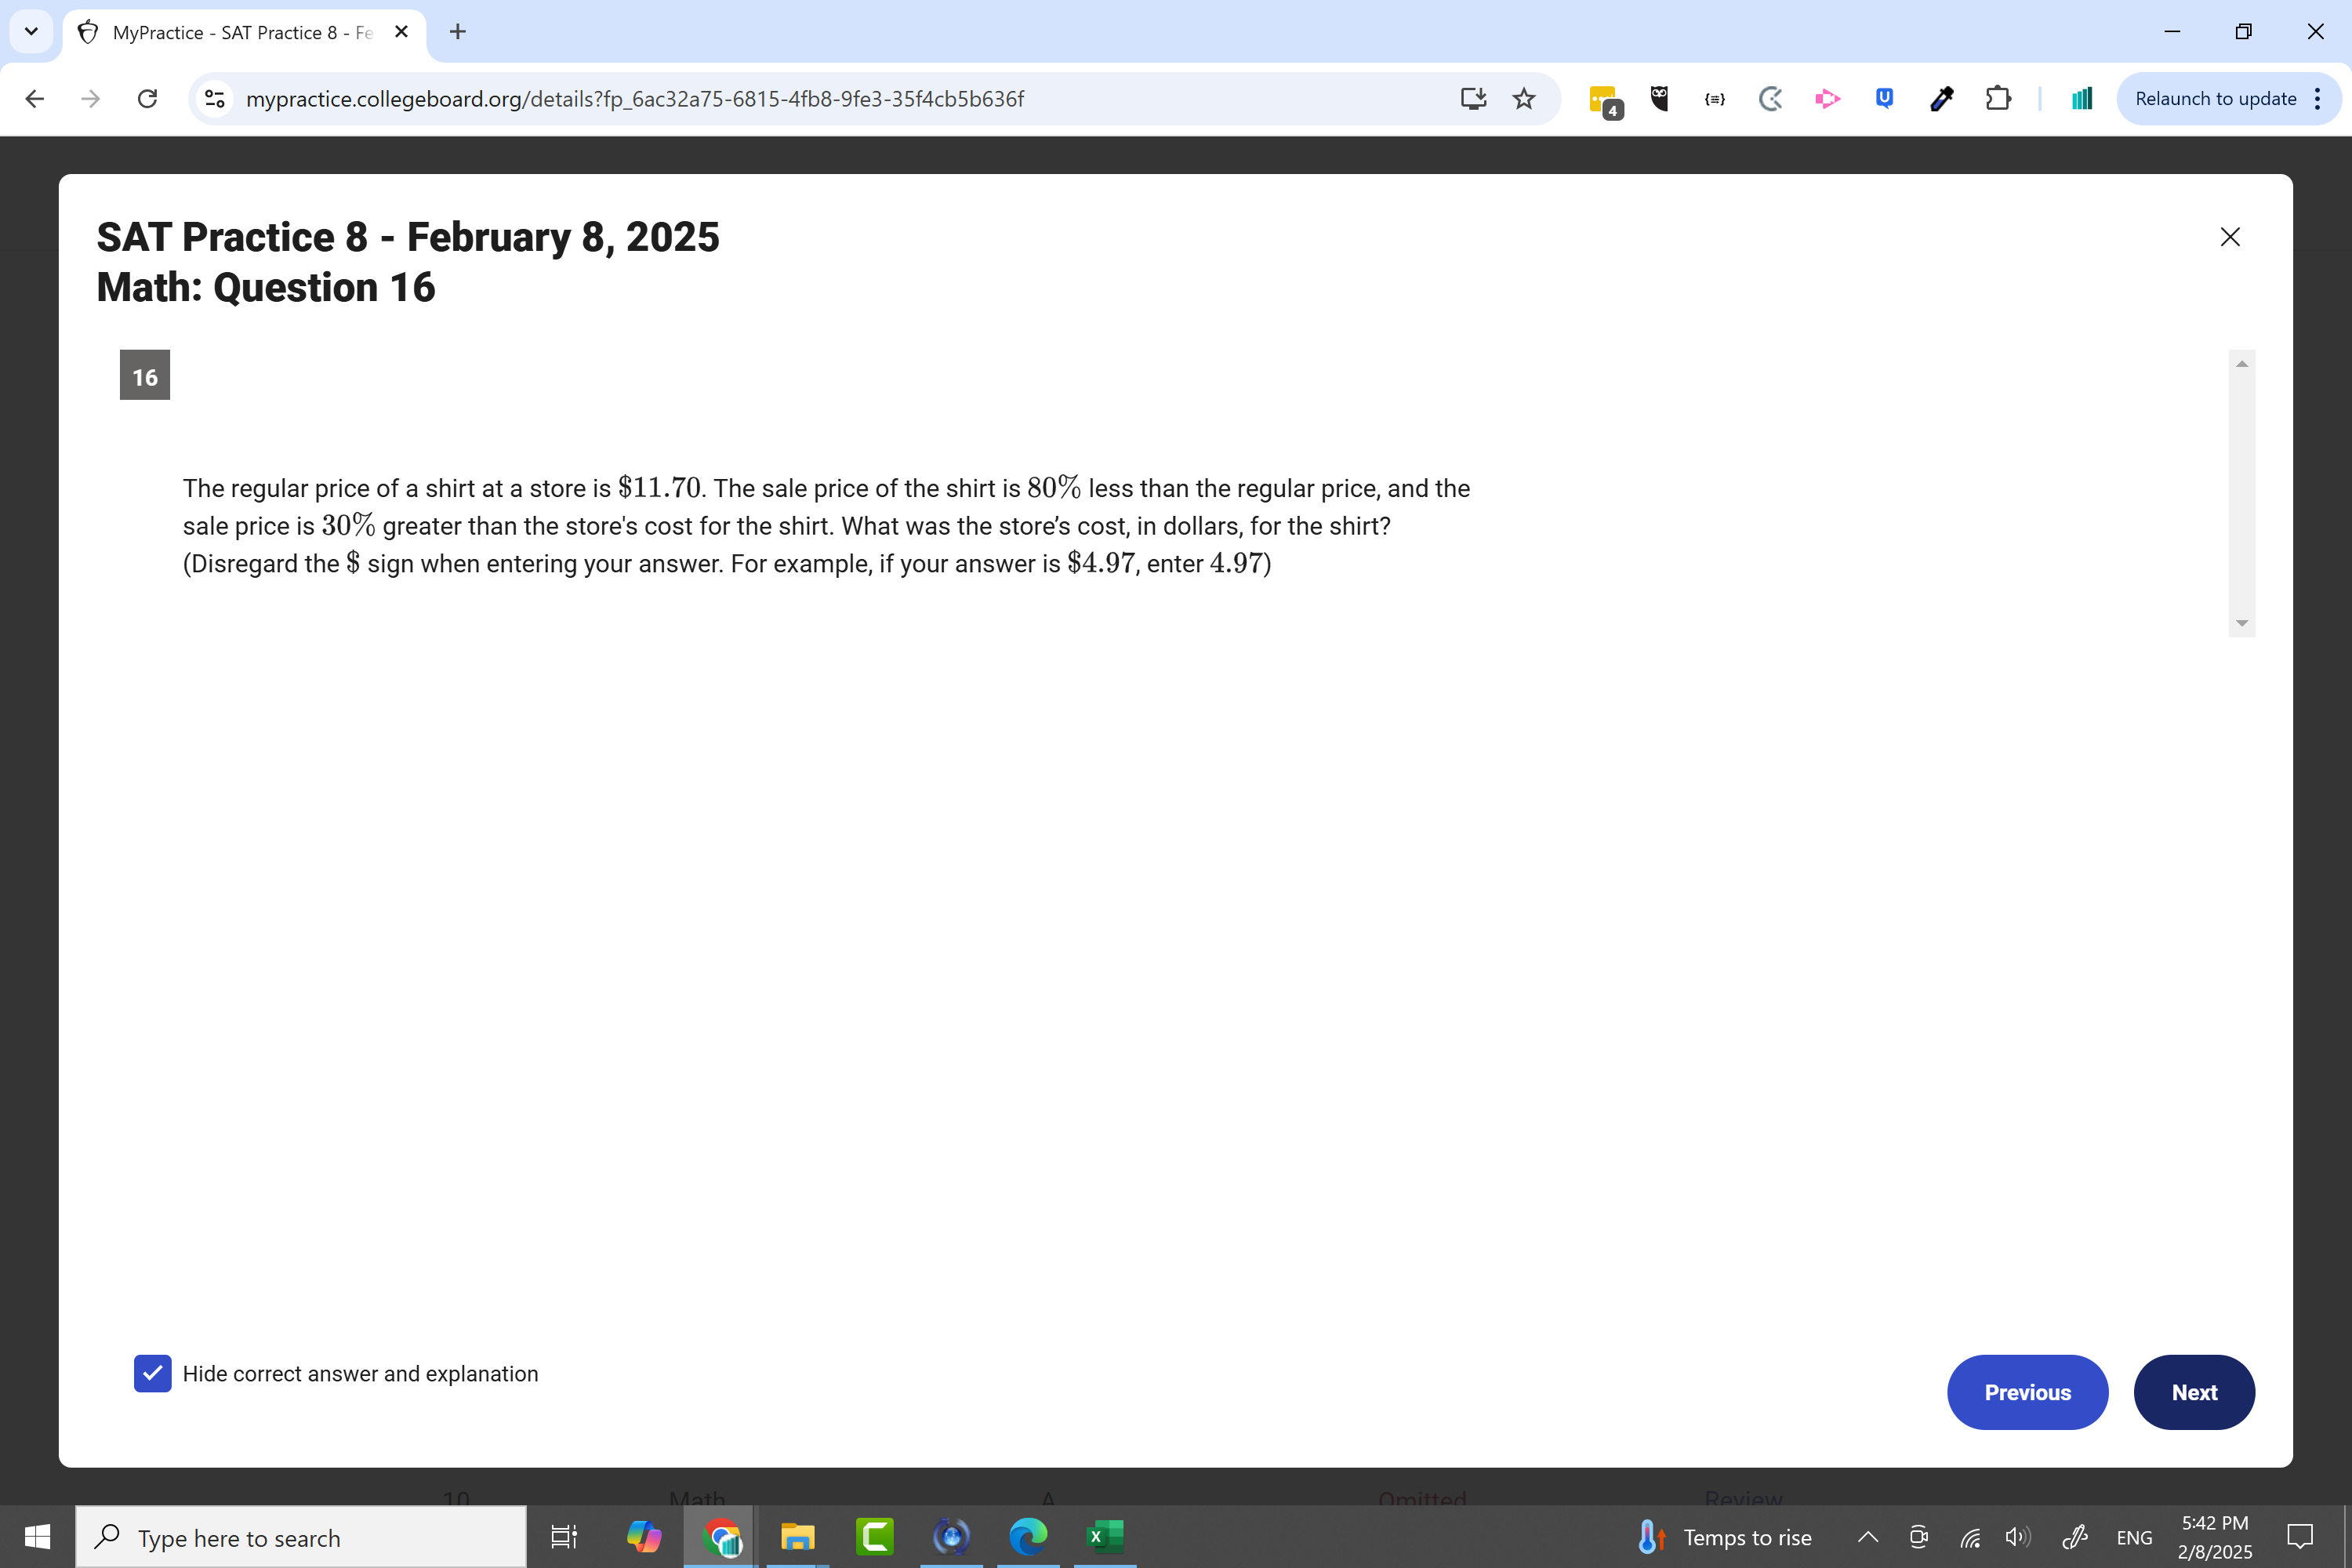 MyPractice - SAT Practice 8 - Fe
mypractice.collegeboard.org/details?fp_6ac32a75-6815-4fb8-9fe3-35f4cb5b636f
4
Relaunch to update
SAT Practice 8 - February 8, 2025
Math: Question 16
16
The regular price of a shirt at a store is $11.70. The sale price of the shirt is 80% less than the regular price, and the
sale price is 30% greater than the store's cost for the shirt. What was the store’s cost, in dollars, for the shirt?
(Disregard the $ sign when entering your answer. For example, if your answer is $4.97, enter 4.97)
Hide correct answer and explanation
Previous
Next
10 Math A Omitted Review
Type here to search
Temps to rise
ENG
5:42 PM
2/8/2025